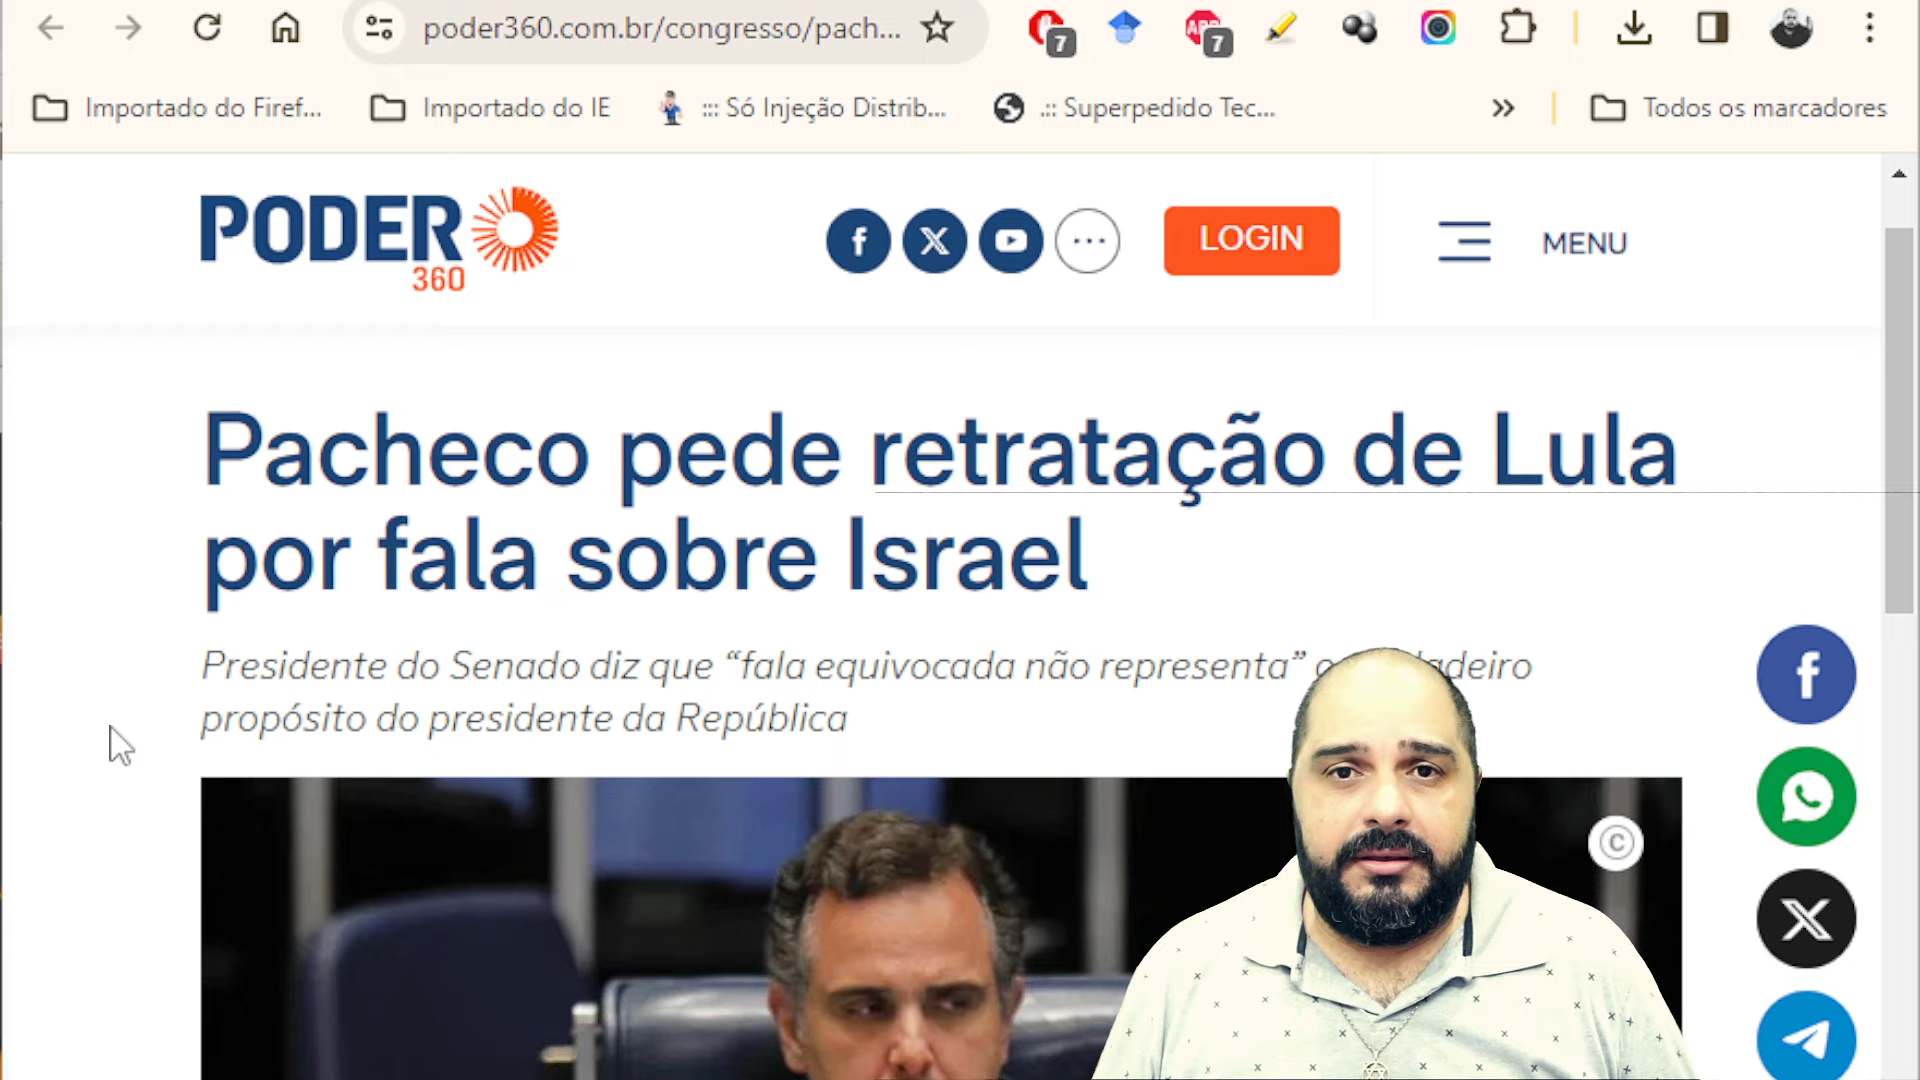 poder360.com.br/congresso/pach...
7
7
Importado do Firef...
Importado do IE
::: Só Injeção Distrib...
.:: Superpedido Tec...
Todos os marcadores
PODER
360
LOGIN
MENU
Pacheco pede retratação de Lula
por fala sobre Israel
Presidente do Senado diz que “fala equivocada não representa” o
propósito do presidente da República